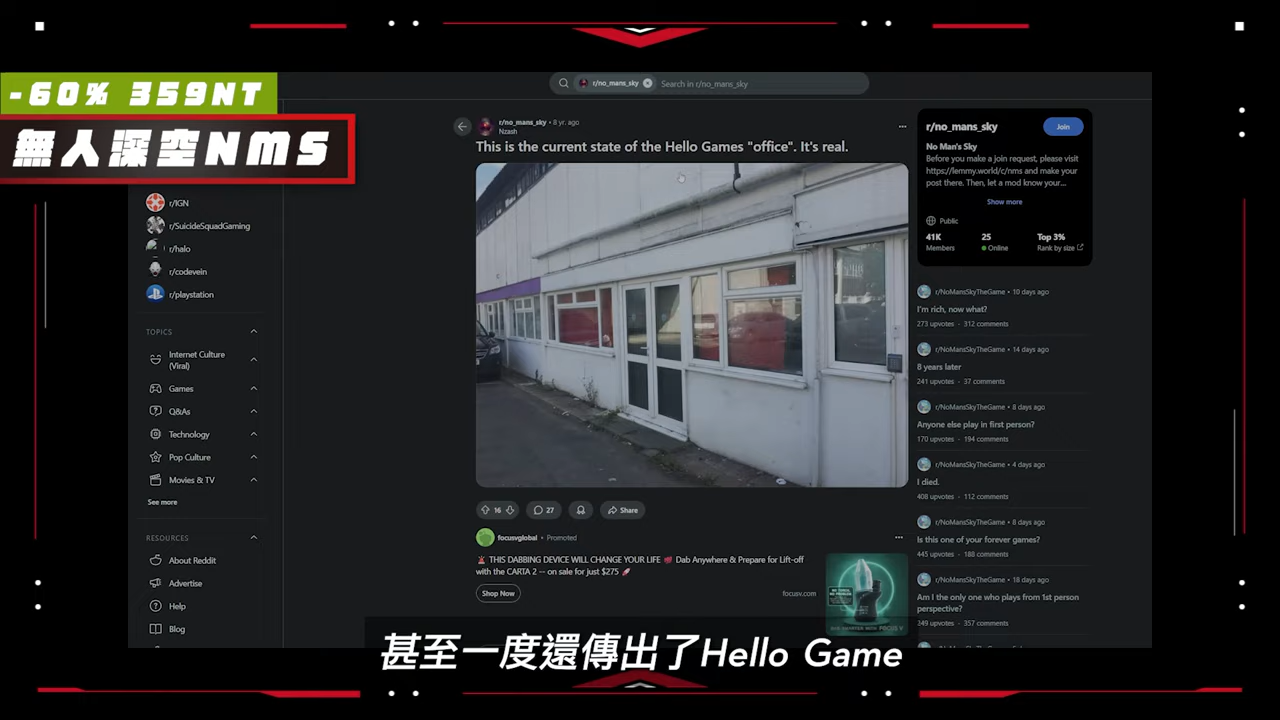 -60% 359NT
無人深空NMS
r/no_mans_sky
Search in r/no_mans_sky
r/IGN
r/SuicideSquadGaming
r/halo
r/codevein
r/playstation
TOPICS
Internet Culture
(Viral)
Games
Q&As
Technology
Pop Culture
Movies & TV
See more
RESOURCES
About Reddit
Advertise
Help
Blog
r/no_mans_sky • 8 yr. ago
Nzash
This is the current state of the Hello Games "office". It's real.
16
27
Share
focusvglobal • Promoted
THIS DABBING DEVICE WILL CHANGE YOUR LIFE Dab Anywhere & Prepare for Lift-off
with the CARTA 2 — on sale for just $275
Shop Now
focusv.com
r/no_mans_sky
Join
No Man's Sky
Before you make a join request, please visit
https://lemmy.world/c/nms and make your
post there. Then, let a mod know your...
Show more
Public
41K
Members
25
Online
Top 3%
Rank by size
r/NoMansSkyTheGame • 10 days ago
I'm rich, now what?
273 upvotes · 312 comments
r/NoMansSkyTheGame • 14 days ago
8 years later
241 upvotes · 37 comments
r/NoMansSkyTheGame • 8 days ago
Anyone else play in first person?
170 upvotes · 194 comments
r/NoMansSkyTheGame • 4 days ago
I died.
408 upvotes · 112 comments
r/NoMansSkyTheGame • 8 days ago
Is this one of your forever games?
445 upvotes · 188 comments
r/NoMansSkyTheGame • 18 days ago
Am I the only one who plays from 1st person
perspective?
249 upvotes · 357 comments
甚至一度還傳出了Hello Game